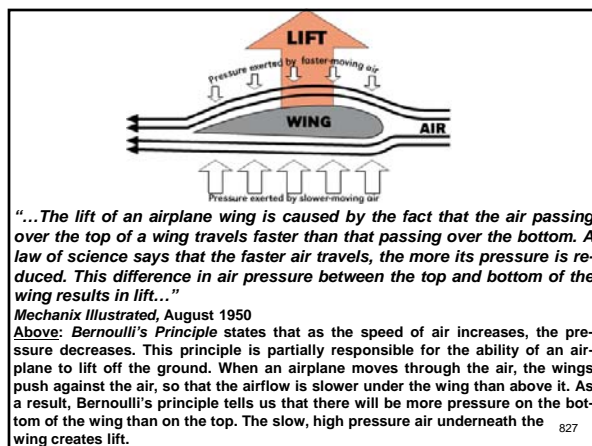 LIFT
Pressure exerted by faster-moving air
WING
AIR
Pressure exerted by slower-moving air
“…The lift of an airplane wing is caused by the fact that the air passing
over the top of a wing travels faster than that passing over the bottom. A
law of science says that the faster air travels, the more its pressure is re-
duced. This difference in air pressure between the top and bottom of the
wing results in lift…”
Mechanix Illustrated, August 1950
Above: Bernoulli’s Principle states that as the speed of air increases, the pre-
ssure decreases. This principle is partially responsible for the ability of an air-
plane to lift off the ground. When an airplane moves through the air, the wings
push against the air, so that the airflow is slower under the wing than above it. As
a result, Bernoulli’s principle tells us that there will be more pressure on the bot-
tom of the wing than on the top. The slow, high pressure air underneath the
wing creates lift.
827